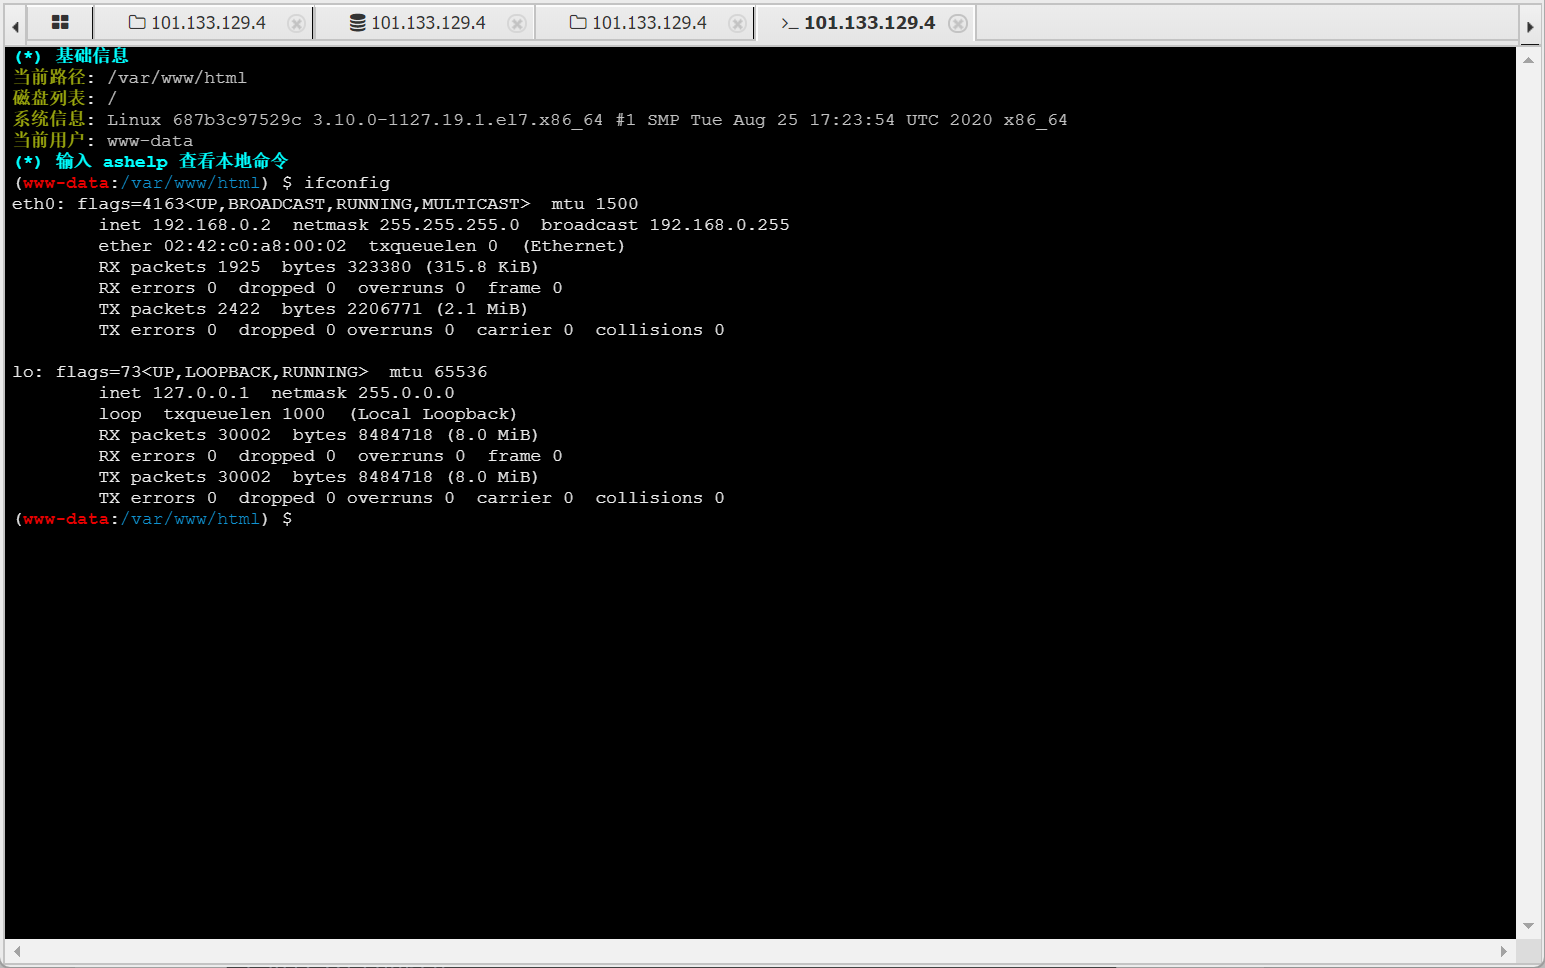 101.133.129.4 101.133.129.4 101.133.129.4 >_ 101.133.129.4
(*) 基础信息
当前路径: /var/www/html
磁盘列表: /
系统信息: Linux 687b3c97529c 3.10.0-1127.19.1.el7.x86_64 #1 SMP Tue Aug 25 17:23:54 UTC 2020 x86_64
当前用户: www-data
(*) 输入 ashelp 查看本地命令
(www-data:/var/www/html) $ ifconfig
eth0: flags=4163<UP,BROADCAST,RUNNING,MULTICAST>  mtu 1500
        inet 192.168.0.2  netmask 255.255.255.0  broadcast 192.168.0.255
        ether 02:42:c0:a8:00:02  txqueuelen 0  (Ethernet)
        RX packets 1925  bytes 323380 (315.8 KiB)
        RX errors 0  dropped 0  overruns 0  frame 0
        TX packets 2422  bytes 2206771 (2.1 MiB)
        TX errors 0  dropped 0 overruns 0  carrier 0  collisions 0
lo: flags=73<UP,LOOPBACK,RUNNING>  mtu 65536
        inet 127.0.0.1  netmask 255.0.0.0
        loop  txqueuelen 1000  (Local Loopback)
        RX packets 30002  bytes 8484718 (8.0 MiB)
        RX errors 0  dropped 0  overruns 0  frame 0
        TX packets 30002  bytes 8484718 (8.0 MiB)
        TX errors 0  dropped 0 overruns 0  carrier 0  collisions 0
(www-data:/var/www/html) $